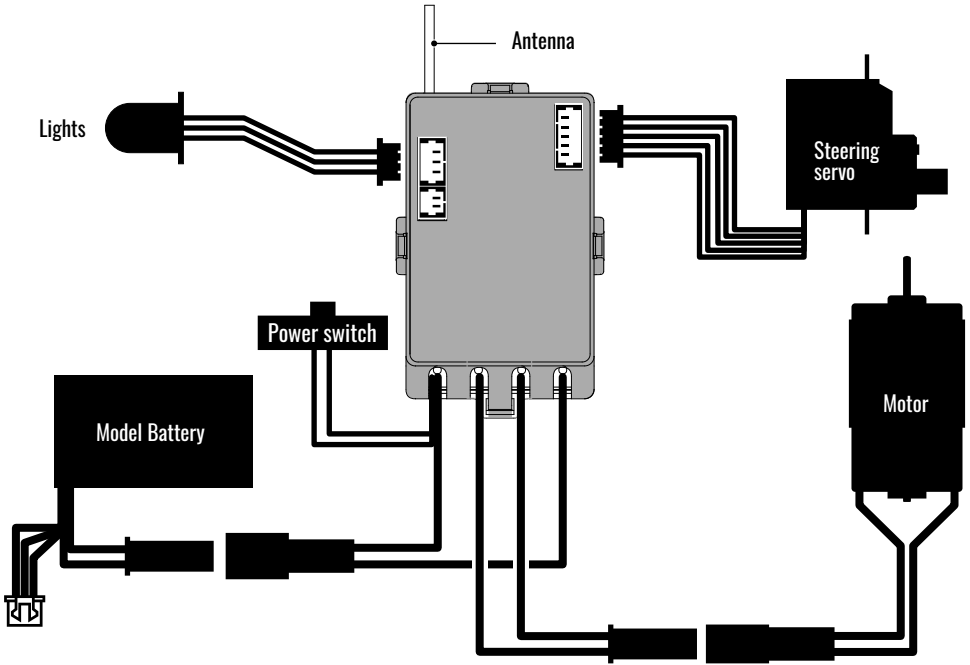 Antenna
Lights
Steering
servo
Power switch
Motor
Model Battery